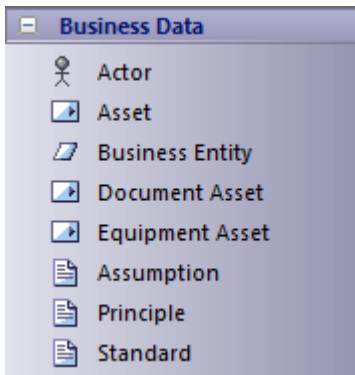 Business Data
Actor
Asset
Business Entity
Document Asset
Equipment Asset
Assumption
Principle
Standard